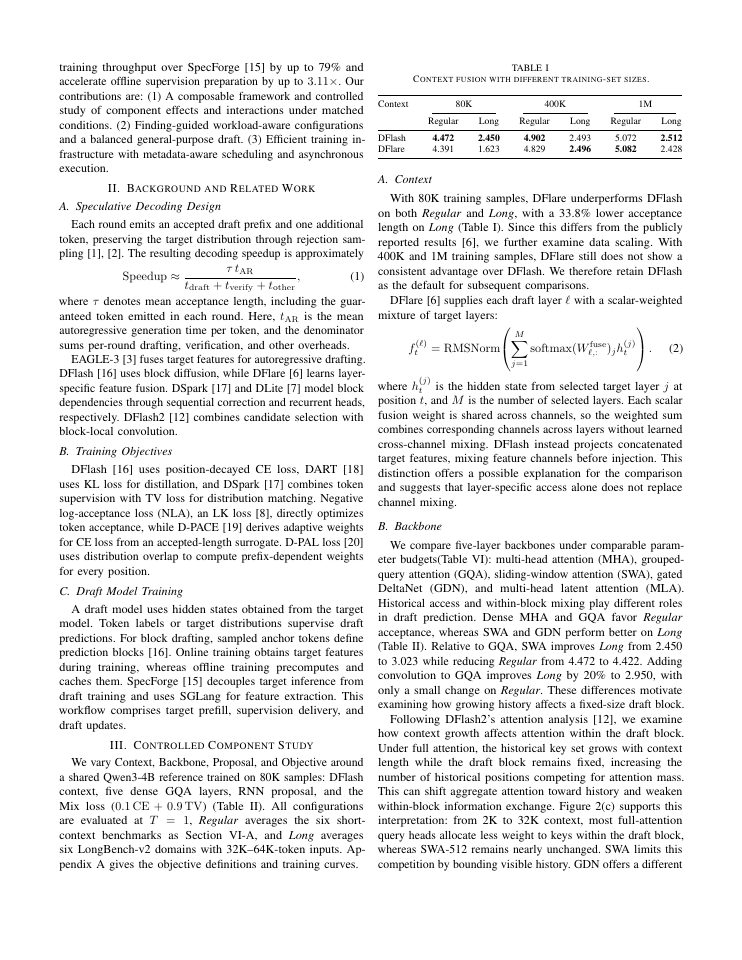 training throughput over SpecForge [15] by up to 79% and
accelerate offline supervision preparation by up to 3.11×. Our
contributions are: (1) A composable framework and controlled
study of component effects and interactions under matched
conditions. (2) Finding-guided workload-aware configurations
and a balanced general-purpose draft. (3) Efficient training in-
frastructure with metadata-aware scheduling and asynchronous
execution.
II. BACKGROUND AND RELATED WORK
A. Speculative Decoding Design
Each round emits an accepted draft prefix and one additional
token, preserving the target distribution through rejection sam-
pling [1], [2]. The resulting decoding speedup is approximately
Speedup ≈ τ t_AR / (t_draft + t_verify + t_other), (1)
where τ denotes mean acceptance length, including the guar-
anteed token emitted in each round. Here, t_AR is the mean
autoregressive generation time per token, and the denominator
sums per-round drafting, verification, and other overheads.
EAGLE-3 [3] fuses target features for autoregressive drafting.
DFlash [16] uses block diffusion, while DFlare [6] learns layer-
specific feature fusion. DSpark [17] and DLite [7] model block
dependencies through sequential correction and recurrent heads,
respectively. DFlash2 [12] combines candidate selection with
block-local convolution.
B. Training Objectives
DFlash [16] uses position-decayed CE loss, DART [18]
uses KL loss for distillation, and DSpark [17] combines token
supervision with TV loss for distribution matching. Negative
log-acceptance loss (NLA), an LK loss [8], directly optimizes
token acceptance, while D-PACE [19] derives adaptive weights
for CE loss from an accepted-length surrogate. D-PAL loss [20]
uses distribution overlap to compute prefix-dependent weights
for every position.
C. Draft Model Training
A draft model uses hidden states obtained from the target
model. Token labels or target distributions supervise draft
predictions. For block drafting, sampled anchor tokens define
prediction blocks [16]. Online training obtains target features
during training, whereas offline training precomputes and
caches them. SpecForge [15] decouples target inference from
draft training and uses SGLang for feature extraction. This
workflow comprises target prefill, supervision delivery, and
draft updates.
III. CONTROLLED COMPONENT STUDY
We vary Context, Backbone, Proposal, and Objective around
a shared Qwen3-4B reference trained on 80K samples: DFlash
context, five dense GQA layers, RNN proposal, and the
Mix loss (0.1 CE + 0.9 TV) (Table II). All configurations
are evaluated at T = 1, Regular averages the six short-
context benchmarks as Section VI-A, and Long averages
six LongBench-v2 domains with 32K–64K-token inputs. Ap-
pendix A gives the objective definitions and training curves.
TABLE I
CONTEXT FUSION WITH DIFFERENT TRAINING-SET SIZES.
Context 80K 400K 1M
Regular Long Regular Long Regular Long
DFlash 4.472 2.450 4.902 2.493 5.072 2.512
DFlare 4.391 1.623 4.829 2.496 5.082 2.428
A. Context
With 80K training samples, DFlare underperforms DFlash
on both Regular and Long, with a 33.8% lower acceptance
length on Long (Table I). Since this differs from the publicly
reported results [6], we further examine data scaling. With
400K and 1M training samples, DFlare still does not show a
consistent advantage over DFlash. We therefore retain DFlash
as the default for subsequent comparisons.
DFlare [6] supplies each draft layer ℓ with a scalar-weighted
mixture of target layers:
f_t^(ℓ) = RMSNorm( ∑_{j=1}^{M} softmax(W_{ℓ,:}^{fuse})_j h_t^(j) ). (2)
where h_t^(j) is the hidden state from selected target layer j at
position t, and M is the number of selected layers. Each scalar
fusion weight is shared across channels, so the weighted sum
combines corresponding channels across layers without learned
cross-channel mixing. DFlash instead projects concatenated
target features, mixing feature channels before injection. This
distinction offers a possible explanation for the comparison
and suggests that layer-specific access alone does not replace
channel mixing.
B. Backbone
We compare five-layer backbones under comparable param-
eter budgets(Table VI): multi-head attention (MHA), grouped-
query attention (GQA), sliding-window attention (SWA), gated
DeltaNet (GDN), and multi-head latent attention (MLA).
Historical access and within-block mixing play different roles
in draft prediction. Dense MHA and GQA favor Regular
acceptance, whereas SWA and GDN perform better on Long
(Table II). Relative to GQA, SWA improves Long from 2.450
to 3.023 while reducing Regular from 4.472 to 4.422. Adding
convolution to GQA improves Long by 20% to 2.950, with
only a small change on Regular. These differences motivate
examining how growing history affects a fixed-size draft block.
Following DFlash2's attention analysis [12], we examine
how context growth affects attention within the draft block.
Under full attention, the historical key set grows with context
length while the draft block remains fixed, increasing the
number of historical positions competing for attention mass.
This can shift aggregate attention toward history and weaken
within-block information exchange. Figure 2(c) supports this
interpretation: from 2K to 32K context, most full-attention
query heads allocate less weight to keys within the draft block,
whereas SWA-512 remains nearly unchanged. SWA limits this
competition by bounding visible history. GDN offers a different